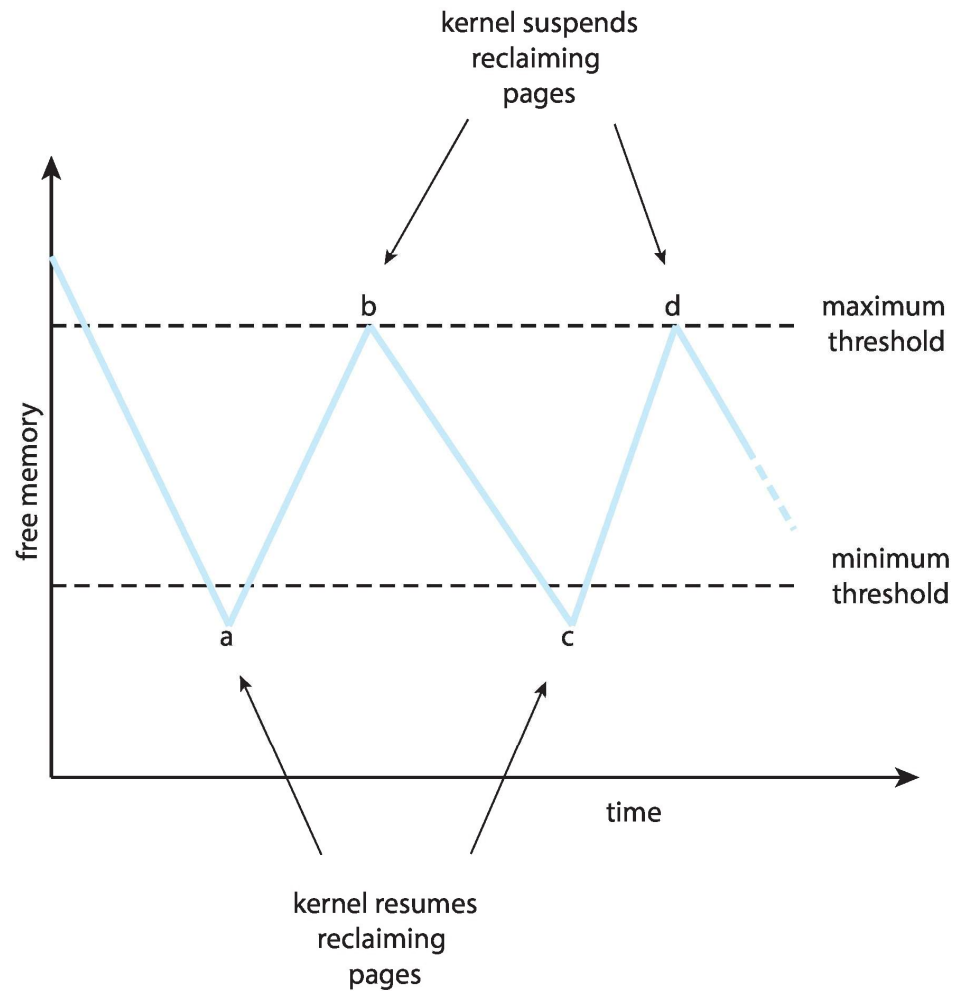 kernel suspends
reclaiming
pages
b
d
maximum
threshold
free memory
minimum
threshold
a
c
time
kernel resumes
reclaiming
pages